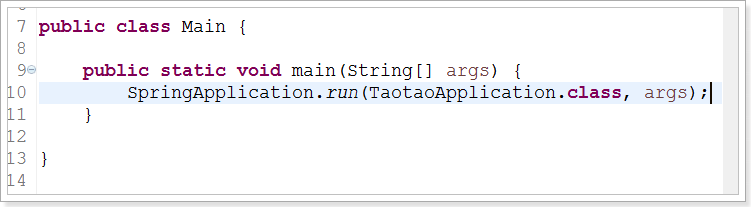 7 public class Main {
8
9     public static void main(String[] args) {
10         SpringApplication.run(TaotaoApplication.class, args);
11     }
12
13 }
14